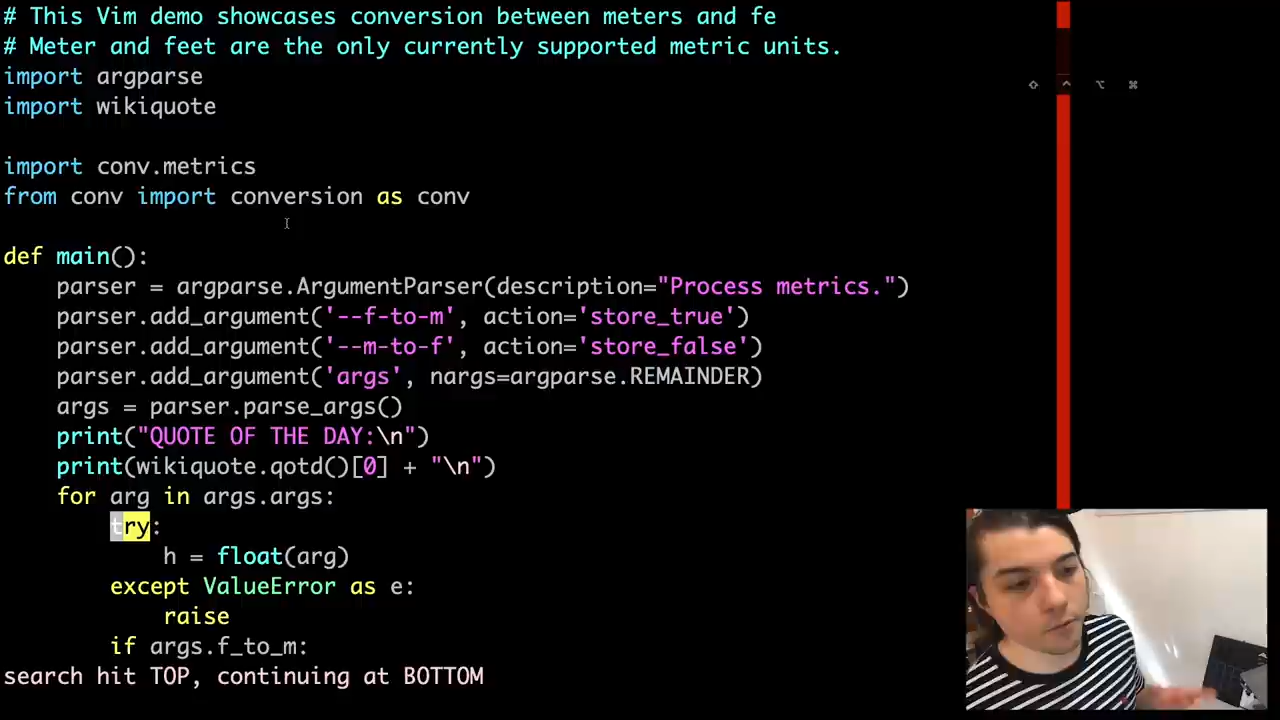 # This Vim demo showcases conversion between meters and fe
# Meter and feet are the only currently supported metric units.
import argparse
import wikiquote
⇧ ^ ⌥ ⌘
import conv.metrics
from conv import conversion as conv
def main():
    parser = argparse.ArgumentParser(description="Process metrics.")
    parser.add_argument('--f-to-m', action='store_true')
    parser.add_argument('--m-to-f', action='store_false')
    parser.add_argument('args', nargs=argparse.REMAINDER)
    args = parser.parse_args()
    print("QUOTE OF THE DAY:\n")
    print(wikiquote.qotd()[0] + "\n")
    for arg in args.args:
        try:
            h = float(arg)
        except ValueError as e:
            raise
        if args.f_to_m:
search hit TOP, continuing at BOTTOM